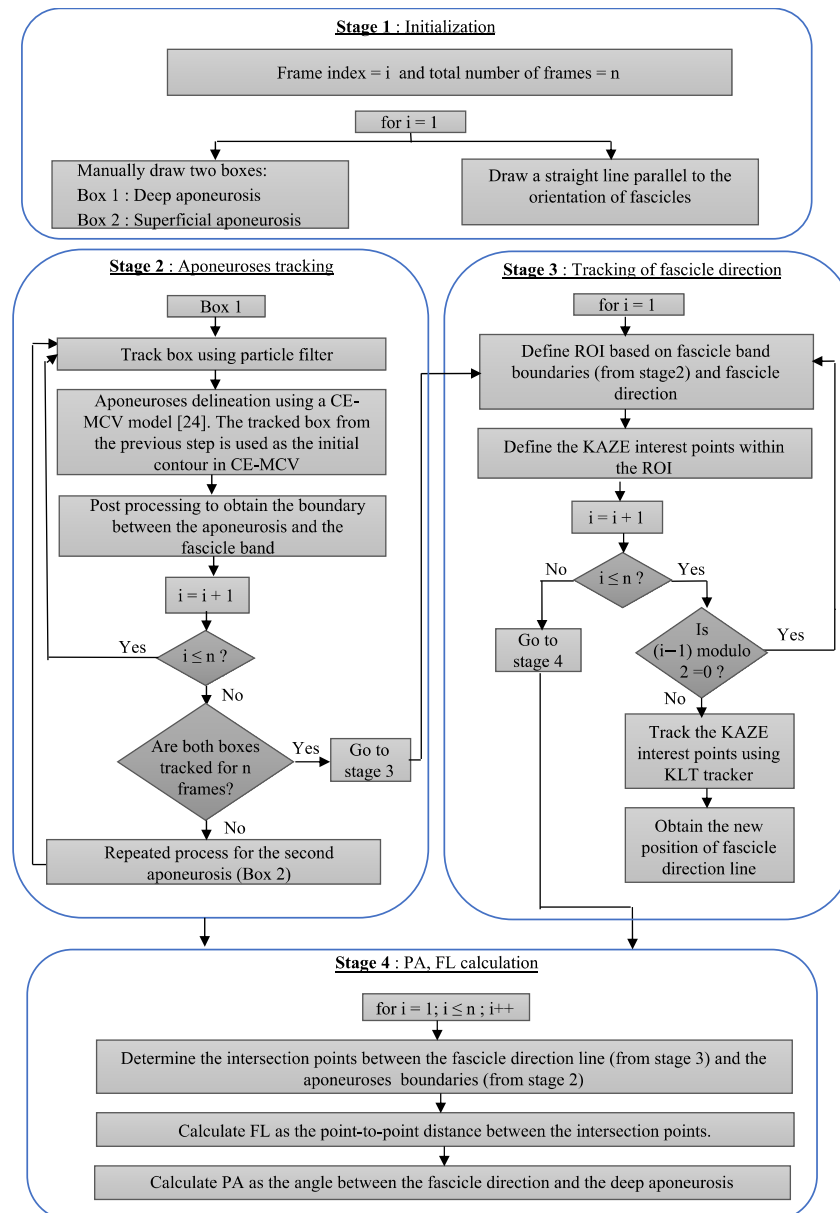 Stage 1 : Initialization
Frame index = i  and total number of frames = n
for i = 1
Manually draw two boxes:
Box 1 : Deep aponeurosis
Box 2 : Superficial aponeurosis
Draw a straight line parallel to the
orientation of fascicles
Stage 2 : Aponeuroses tracking
Box 1
Track box using particle filter
Aponeuroses delineation using a CE-
MCV model [24]. The tracked box from
the previous step is used as the initial
contour in CE-MCV
Post processing to obtain the boundary
between the aponeurosis and the
fascicle band
i = i + 1
Yes
i ≤ n ?
No
Are both boxes
tracked for n
frames?
Yes
Go to
stage 3
No
Repeated process for the second
aponeurosis (Box 2)
Stage 3 : Tracking of fascicle direction
for i = 1
Define ROI based on fascicle band
boundaries (from stage2) and fascicle
direction
Define the KAZE interest points within
the ROI
i = i + 1
No
i ≤ n ?
Yes
Go to
stage 4
Is
(i−1) modulo
2 =0 ?
Yes
No
Track the KAZE
interest points using
KLT tracker
Obtain the new
position of fascicle
direction line
Stage 4 : PA, FL calculation
for i = 1; i ≤ n ; i++
Determine the intersection points between the fascicle direction line (from stage 3) and the
aponeuroses  boundaries (from stage 2)
Calculate FL as the point-to-point distance between the intersection points.
Calculate PA as the angle between the fascicle direction and the deep aponeurosis